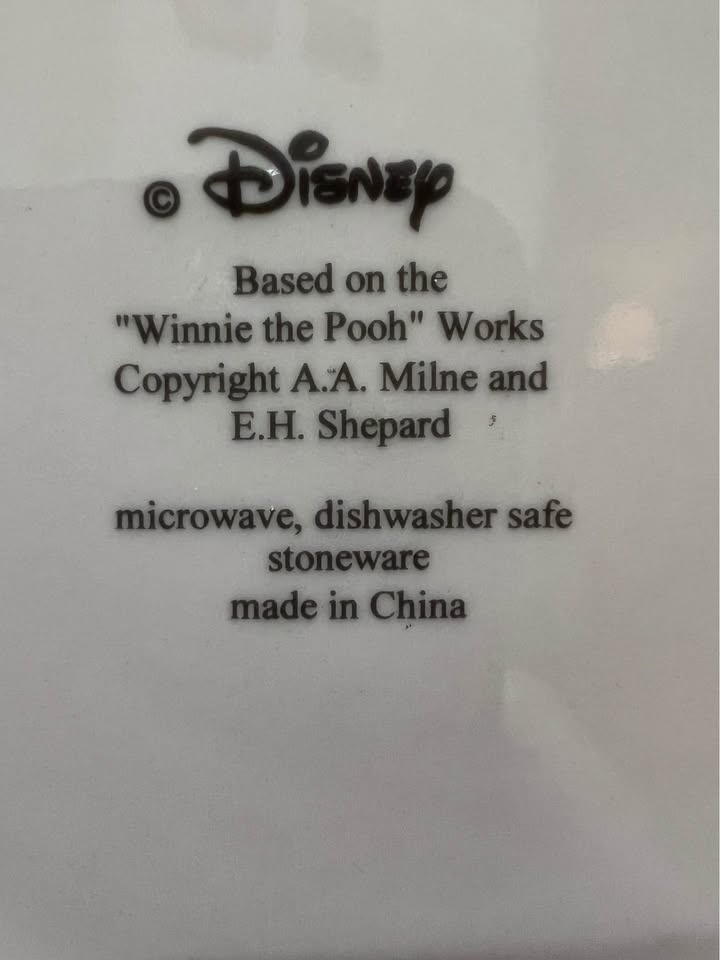 © Disney
Based on the
"Winnie the Pooh" Works
Copyright A.A. Milne and
E.H. Shepard
microwave, dishwasher safe
stoneware
made in China